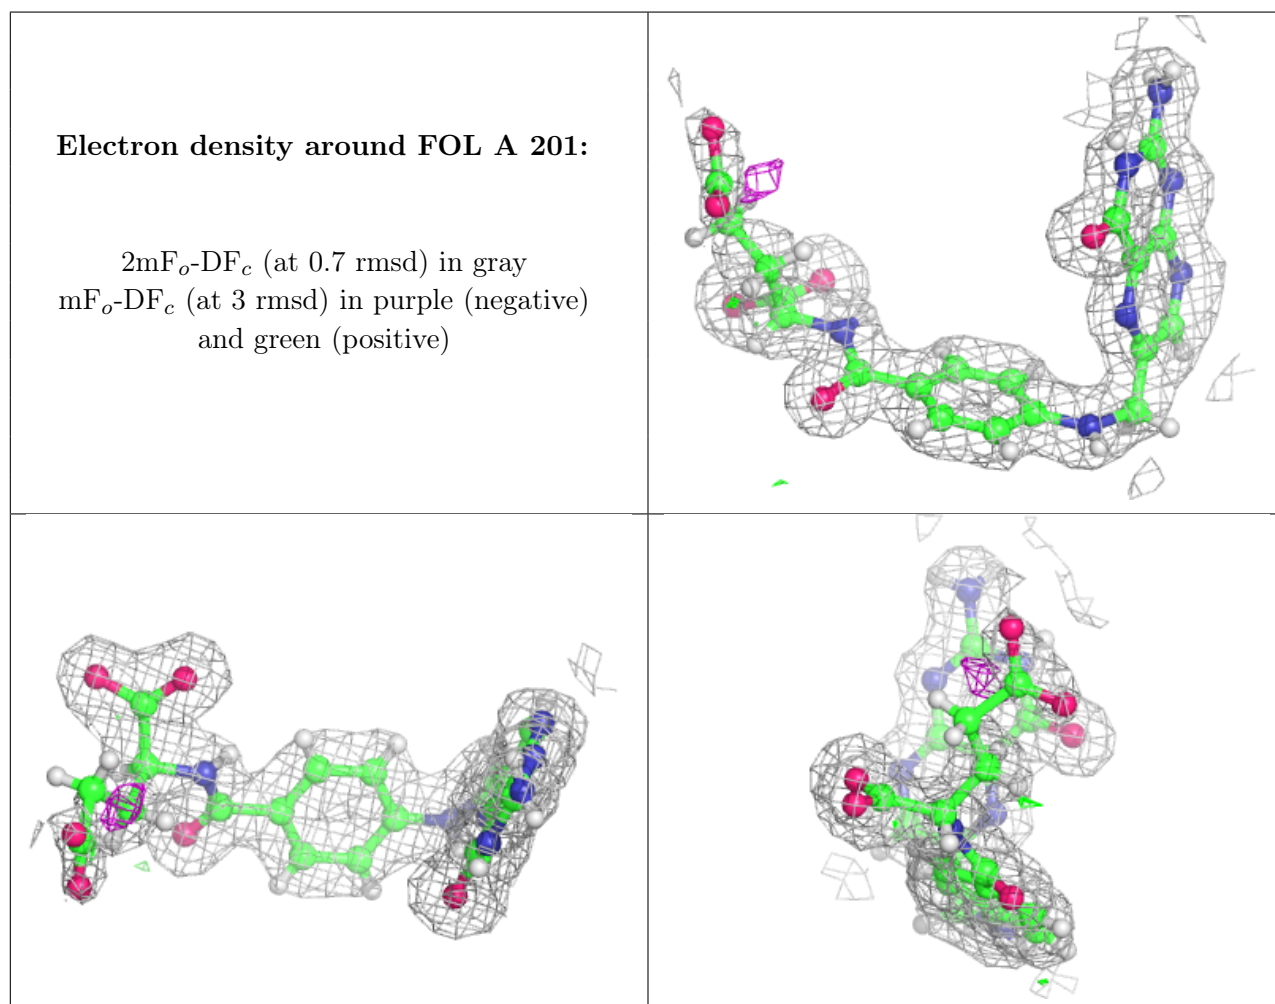 Electron density around FOL A 201:
2mFo-DFc (at 0.7 rmsd) in gray
mFo-DFc (at 3 rmsd) in purple (negative)
and green (positive)